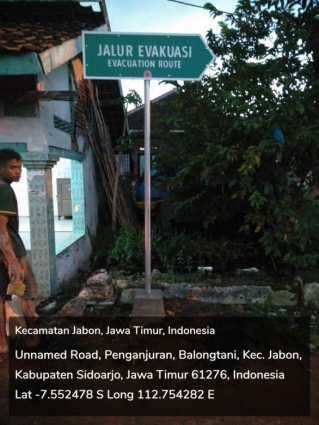 JALUR EVAKUASI
EVACUATION ROUTE
Kecamatan Jabon, Jawa Timur, Indonesia
Unnamed Road, Penganjuran, Balongtani, Kec. Jabon,
Kabupaten Sidoarjo, Jawa Timur 61276, Indonesia
Lat -7.552478 S Long 112.754282 E